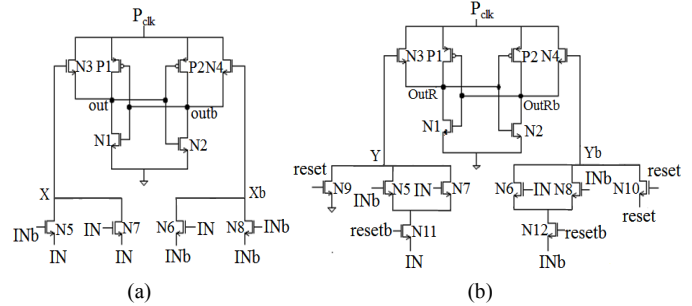 P_clk
N3 P1 P2 N4
out outb
N1 N2
X Xb
INb N5 IN N7 N6 IN N8 INb
IN IN INb INb
(a)
P_clk
N3 P1 P2 N4
OutR OutRb
N1 N2
Y Yb
reset N9 N5 IN N7 N6 IN N8 INb N10 reset
INb reset
resetb N11 N12 resetb
IN INb
(b)